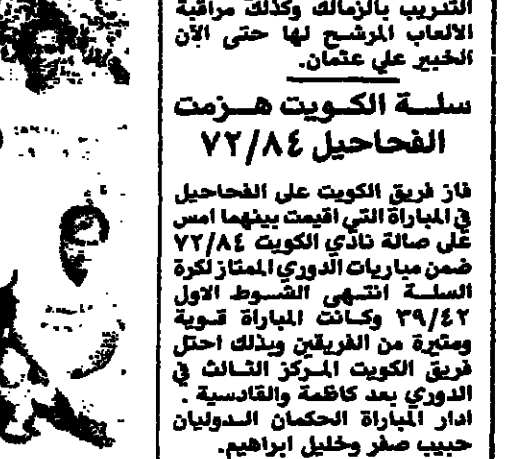 التدريب بالزمالك وكذلك مراقبة
الالعاب المرشح لها حتى الآن
الخبير علي عثمان.
سلة الكويت هزمت
الفحاحيل ٧٢/٨٤
فاز فريق الكويت على الفحاحيل
في المباراة التي اقيمت بينهما امس
على صالة نادي الكويت ٧٢/٨٤
ضمن مباريات الدوري الممتاز لكرة
السلة انتهى الشوط الاول
٣٩/٤٢ وكانت المباراة قوية
ومثيرة من الفريقين وبذلك احتل
فريق الكويت المركز الثالث في
الدوري بعد كاظمة والقادسية .
ادار المباراة الحكمان الدوليان
حبيب صفر وخليل ابراهيم.